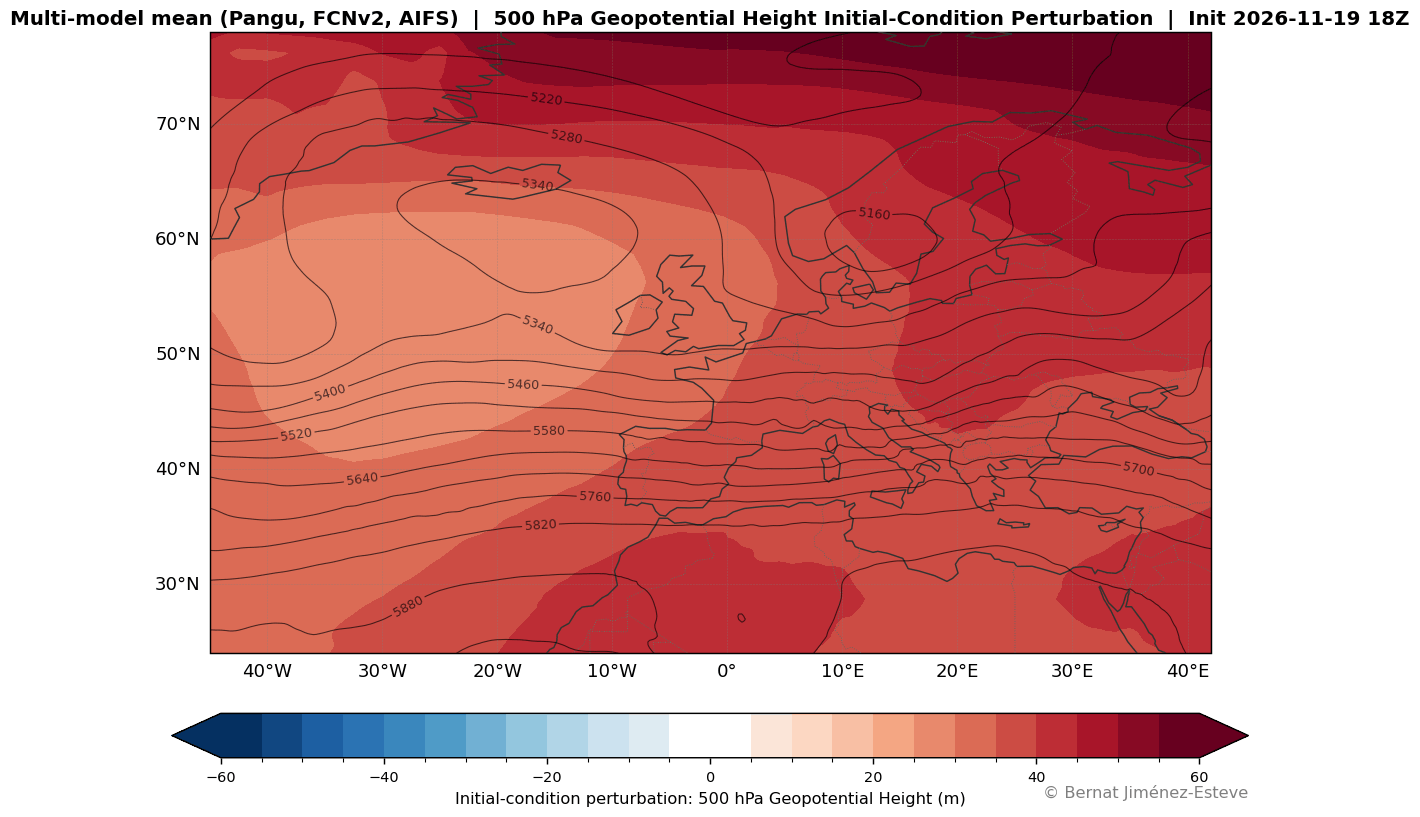 Multi-model mean (Pangu, FCNv2, AIFS) | 500 hPa Geopotential Height Initial-Condition Perturbation | Init 2026-11-19 18Z
70°N
60°N
50°N
40°N
30°N
5220
5280
5340
5160
5340
5400
5460
5520
5580
5640
5700
5760
5820
5880
0
40°W 30°W 20°W 10°W 0° 10°E 20°E 30°E 40°E
−60 −40 −20 0 20 40 60
Initial-condition perturbation: 500 hPa Geopotential Height (m)
© Bernat Jiménez-Esteve